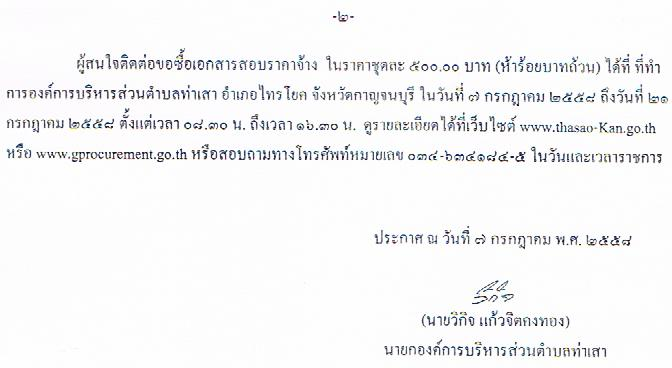 -๒-
ผู้สนใจติดต่อขอซื้อเอกสารสอบราคาจ้าง ในราคาชุดละ ๕๐๐.๐๐ บาท (ห้าร้อยบาทถ้วน) ได้ที่ ที่ทำ
การองค์การบริหารส่วนตำบลท่าเสา อำเภอไทรโยค จังหวัดกาญจนบุรี ในวันที่ ๗ กรกฎาคม ๒๕๕๘ ถึงวันที่ ๒๑
กรกฎาคม ๒๕๕๘ ตั้งแต่เวลา ๐๘.๓๐ น. ถึงเวลา ๑๖.๓๐ น. ดูรายละเอียดได้ที่เว็บไซต์ www.thasao-Kan.go.th
หรือ www.gprocurement.go.th หรือสอบถามทางโทรศัพท์หมายเลข ๐๓๔-๖๓๔๑๘๔-๕ ในวันและเวลาราชการ
ประกาศ ณ วันที่ ๗ กรกฎาคม พ.ศ. ๒๕๕๘
(นายวิกิจ แก้วจิตคงทอง)
นายกองค์การบริหารส่วนตำบลท่าเสา